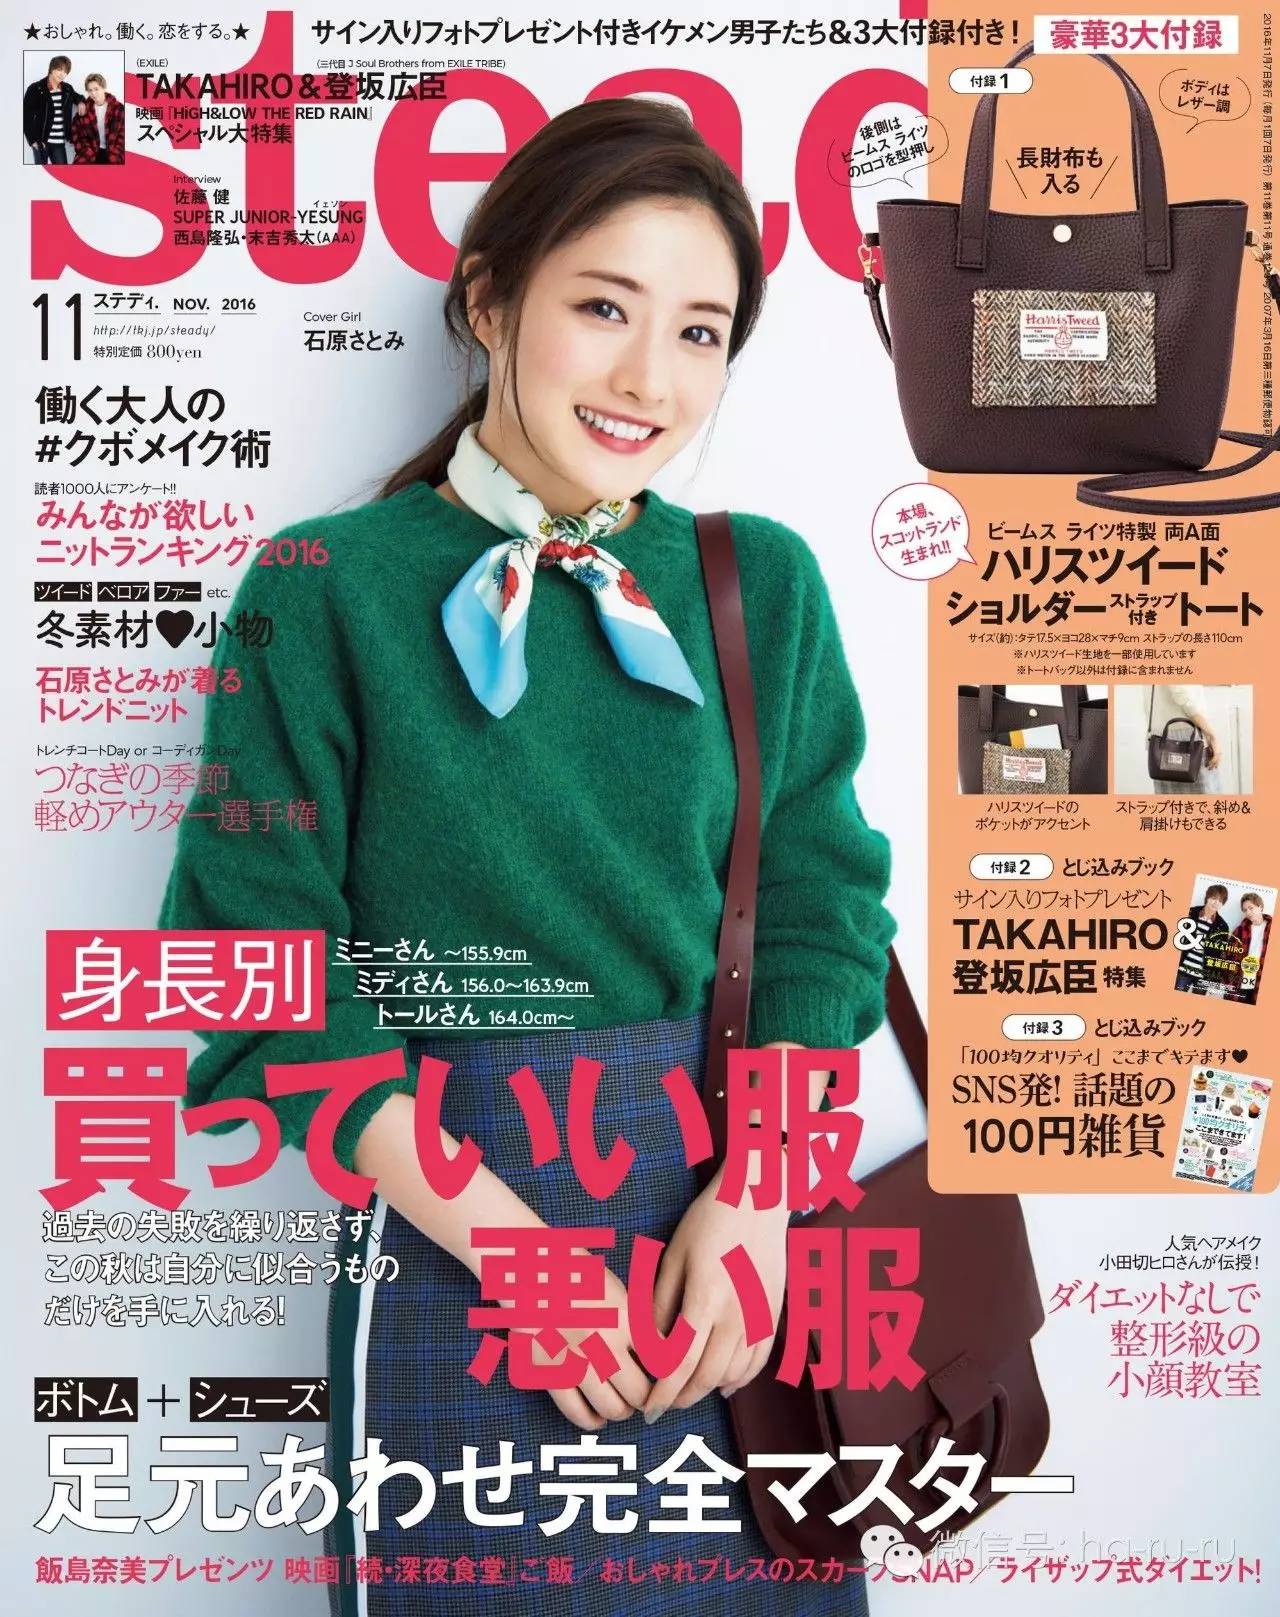 ★おしゃれ。働く。恋をする。★
サイン入りフォトプレゼント付きイケメン男子たち&3大付録付き!
豪華3大付録
stead
(EXILE)
(三代目 J Soul Brothers from EXILE TRIBE)
TAKAHIRO&登坂広臣
映画『HiGH&LOW THE RED RAIN』
スペシャル大特集
Interview
佐藤 健
イェソン
SUPER JUNIOR-YESUNG
西島隆弘・末吉秀太(AAA)
11 ステディ. NOV. 2016
http://tkj.jp/steady/
特別定価 800yen
Cover Girl
石原さとみ
働く大人の
#クボメイク術
読者1000人にアンケート!!
みんなが欲しい
ニットランキング2016
ツイード ベロア ファー etc.
冬素材♥小物
石原さとみが着る
トレンドニット
トレンチコートDay or コーディガンDay
つなぎの季節
軽めアウター選手権
身長別
ミニーさん ～155.9cm
ミディさん 156.0～163.9cm
トールさん 164.0cm～
買っていい服
悪い服
過去の失敗を繰り返さず、
この秋は自分に似合うもの
だけを手に入れる!
ボトム+シューズ
足元あわせ完全マスター
飯島奈美プレゼンツ 映画『続・深夜食堂』ご飯／おしゃれプレスのスカーフSNAP／ライザップ式ダイエット!
付録1
ボディは
レザー調
後側は
ビームス ライツ
のロゴを型押し
長財布も
入る
Harris Tweed
本場、
スコットランド
生まれ!!
ビームス ライツ特製 両A面
ハリスツイード
ショルダーストラップ付きトート
サイズ(約):タテ17.5×ヨコ28×マチ9cm ストラップの長さ110cm
※ハリスツイード生地を一部使用しています
※トートバッグ以外は付録に含まれません
ハリスツイードの
ポケットがアクセント
ストラップ付きで、斜め&
肩掛けもできる
付録2 とじ込みブック
サイン入りフォトプレゼント
TAKAHIRO&
登坂広臣 特集
付録3 とじ込みブック
「100均クオリティ」ここまでキテます♥
SNS発! 話題の
100円雑貨
人気ヘアメイク
小田切ヒロさんが伝授!
ダイエットなしで
整形級の
小顔教室
微信号: ha-ru-ru